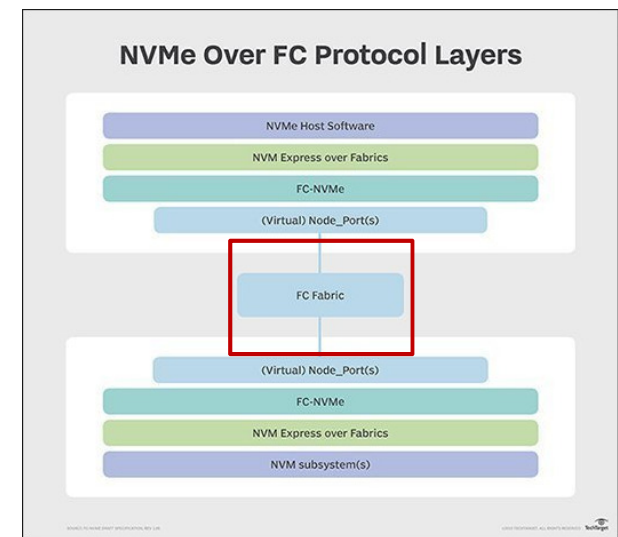 NVMe Over FC Protocol Layers
NVMe Host Software
NVM Express over Fabrics
FC-NVMe
(Virtual) Node_Port(s)
FC Fabric
(Virtual) Node_Port(s)
FC-NVMe
NVM Express over Fabrics
NVM subsystem(s)
TechTarget